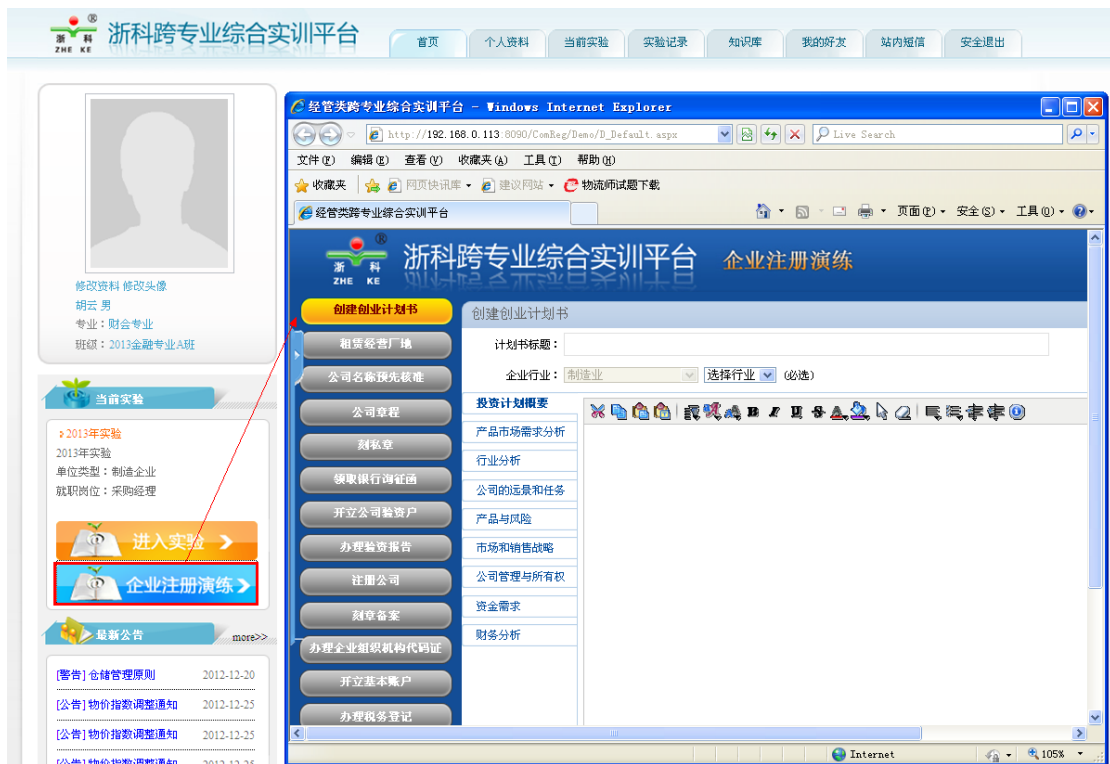 浙科 ®
ZHE KE
浙科跨专业综合实训平台
首页 个人资料 当前实验 实验记录 知识库 我的好友 站内短信 安全退出
修改资料 修改头像
胡云 男
专业：财会专业
班级：2013金融专业A班
当前实验
2013年实验
2013年实验
单位类型：制造企业
就职岗位：采购经理
进入实验
企业注册演练
最新公告 more>>
[警告] 仓储管理原则 2012-12-20
[公告] 物价指数调整通知 2012-12-25
[公告] 物价指数调整通知 2012-12-25
[公告] 物价指数调整通知 2012-12-25
经管类跨专业综合实训平台 - Windows Internet Explorer
http://192.168.0.113:8090/ComReg/Demo/D_Default.aspx
Live Search
文件(F) 编辑(E) 查看(V) 收藏夹(A) 工具(T) 帮助(H)
收藏夹 网页快讯库 建议网站 物流师试题下载
经管类跨专业综合实训平台
页面(P) 安全(S) 工具(O)
浙科 ®
ZHE KE
浙科跨专业综合实训平台 企业注册演练
创建创业计划书
租赁经营厂地
公司名称预先核准
公司章程
刻私章
领取银行询征函
开立公司验资户
办理验资报告
注册公司
刻章备案
办理企业组织机构代码证
开立基本账户
办理税务登记
创建创业计划书
计划书标题：
企业行业： 制造业 选择行业 (必选)
投资计划概要
产品市场需求分析
行业分析
公司的远景和任务
产品与风险
市场和销售战略
公司管理与所有权
资金需求
财务分析
Internet 105%